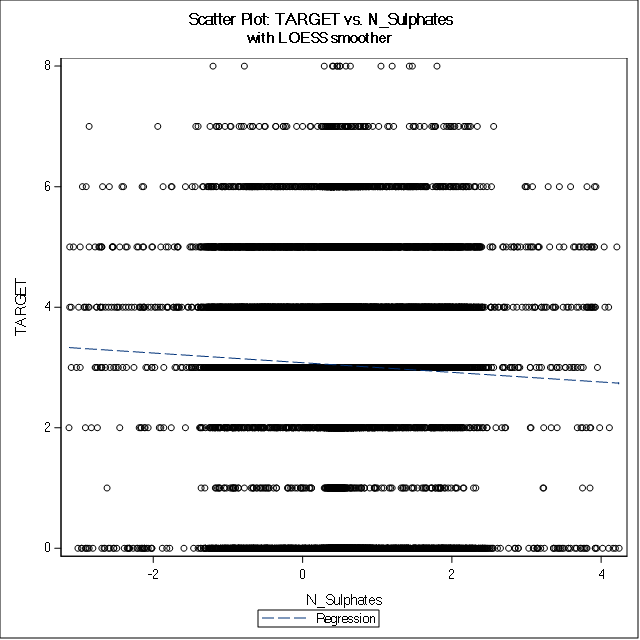 Scatter Plot: TARGET vs. N_Sulphates
with LOESS smoother
8
6
4
2
0
TARGET
-2
0
2
4
N_Sulphates
Regression